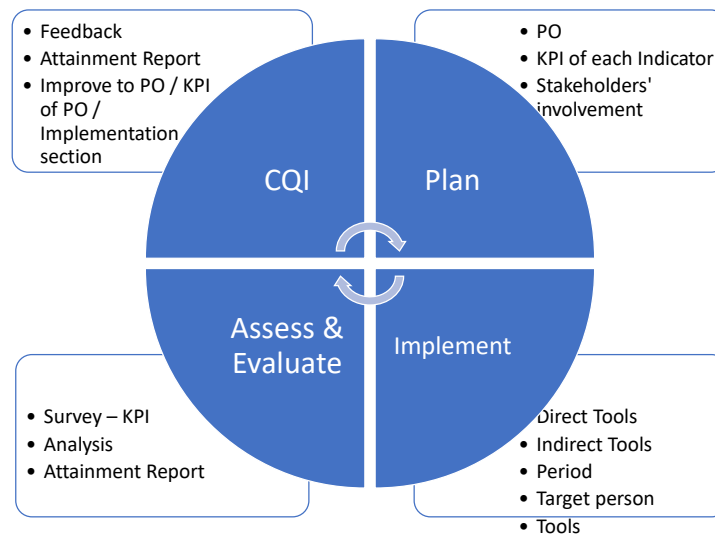 • Feedback
• Attainment Report
• Improve to PO / KPI
of PO /
Implementation
section
• PO
• KPI of each Indicator
• Stakeholders'
involvement
CQI
Plan
Assess &
Evaluate
Implement
• Survey – KPI
• Analysis
• Attainment Report
Direct Tools
• Indirect Tools
• Period
• Target person
• Tools